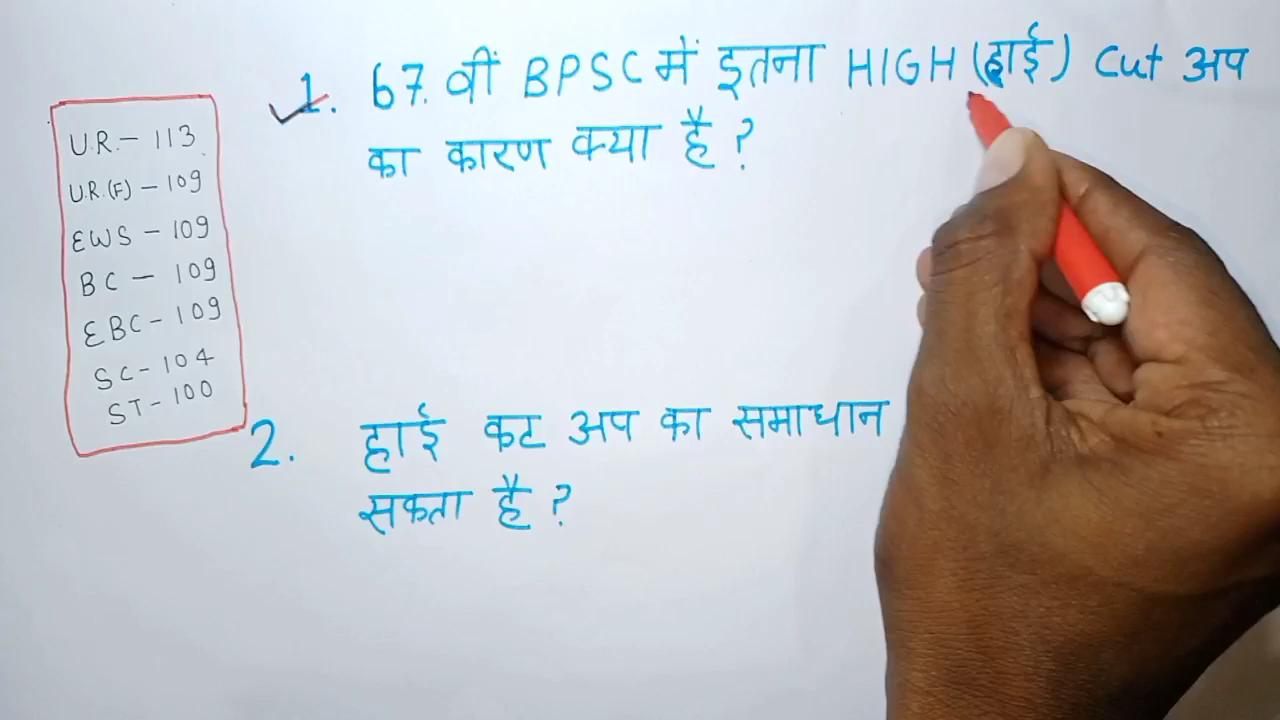 1. 67. वीं BPSC में इतना HIGH (हाई) Cut अप
का कारण क्या है ?
U.R. - 113
U.R.(F) - 109
EWS - 109
BC - 109
EBC - 109
SC - 104
ST - 100
2. हाई कट अप का समाधान
सकता है ?